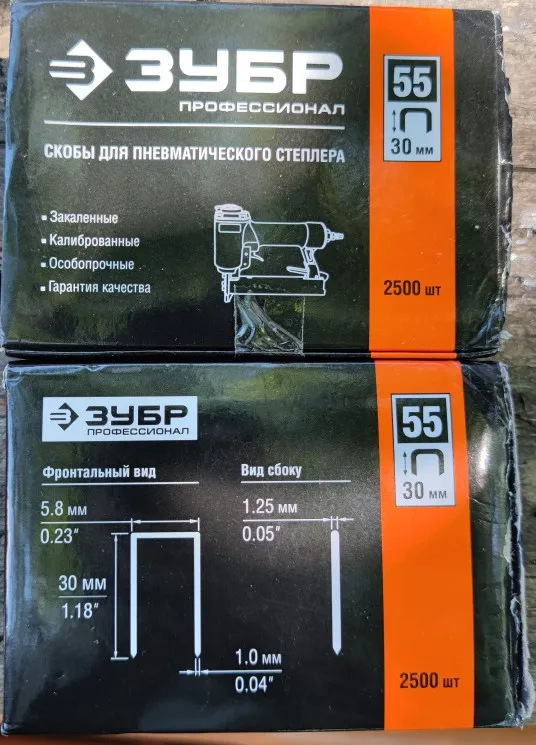 ЗУБР
ПРОФЕССИОНАЛ
СКОБЫ ДЛЯ ПНЕВМАТИЧЕСКОГО СТЕПЛЕРА
▪ Закаленные
▪ Калиброванные
▪ Особопрочные
▪ Гарантия качества
55
30 мм
2500 шт
ЗУБР
ПРОФЕССИОНАЛ
Фронтальный вид
5.8 мм
0.23"
30 мм
1.18"
1.0 мм
0.04"
Вид сбоку
1.25 мм
0.05"
55
30 мм
2500 шт